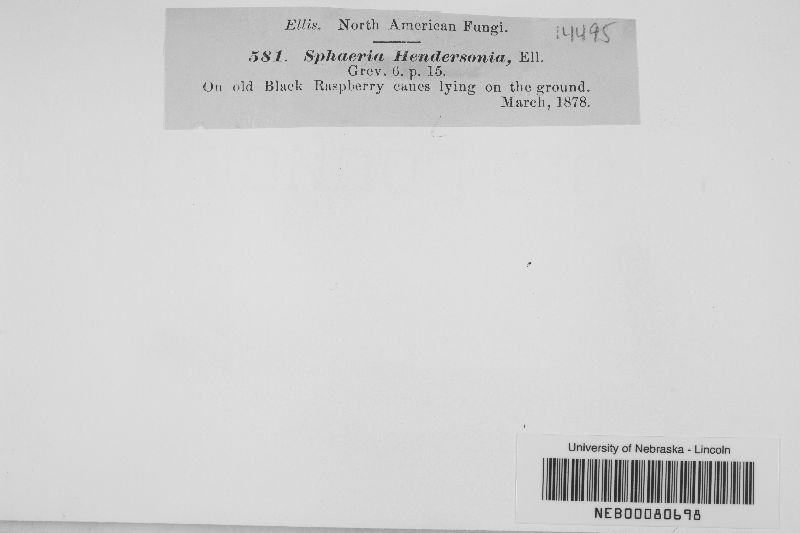 Ellis. North American Fungi.
14495
581. Sphaeria Hendersonia, Ell.
Grev. 6. p. 15.
On old Black Raspberry canes lying on the ground.
March, 1878.
University of Nebraska - Lincoln
NEB00080698